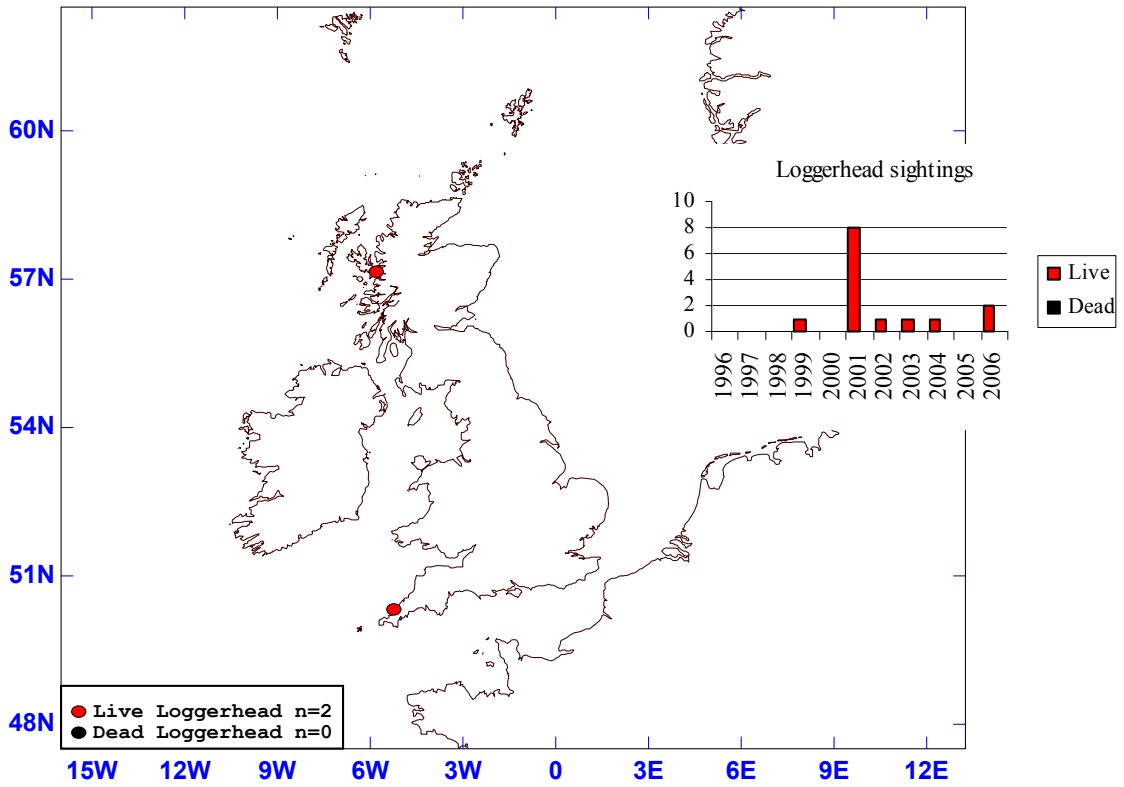 60N
57N
54N
51N
48N
Loggerhead sightings
10
8
6
4
2
0
1996
1997
1998
1999
2000
2001
2002
2003
2004
2005
2006
Live
Dead
Live Loggerhead n=2
Dead Loggerhead n=0
15W 12W 9W 6W 3W 0 3E 6E 9E 12E